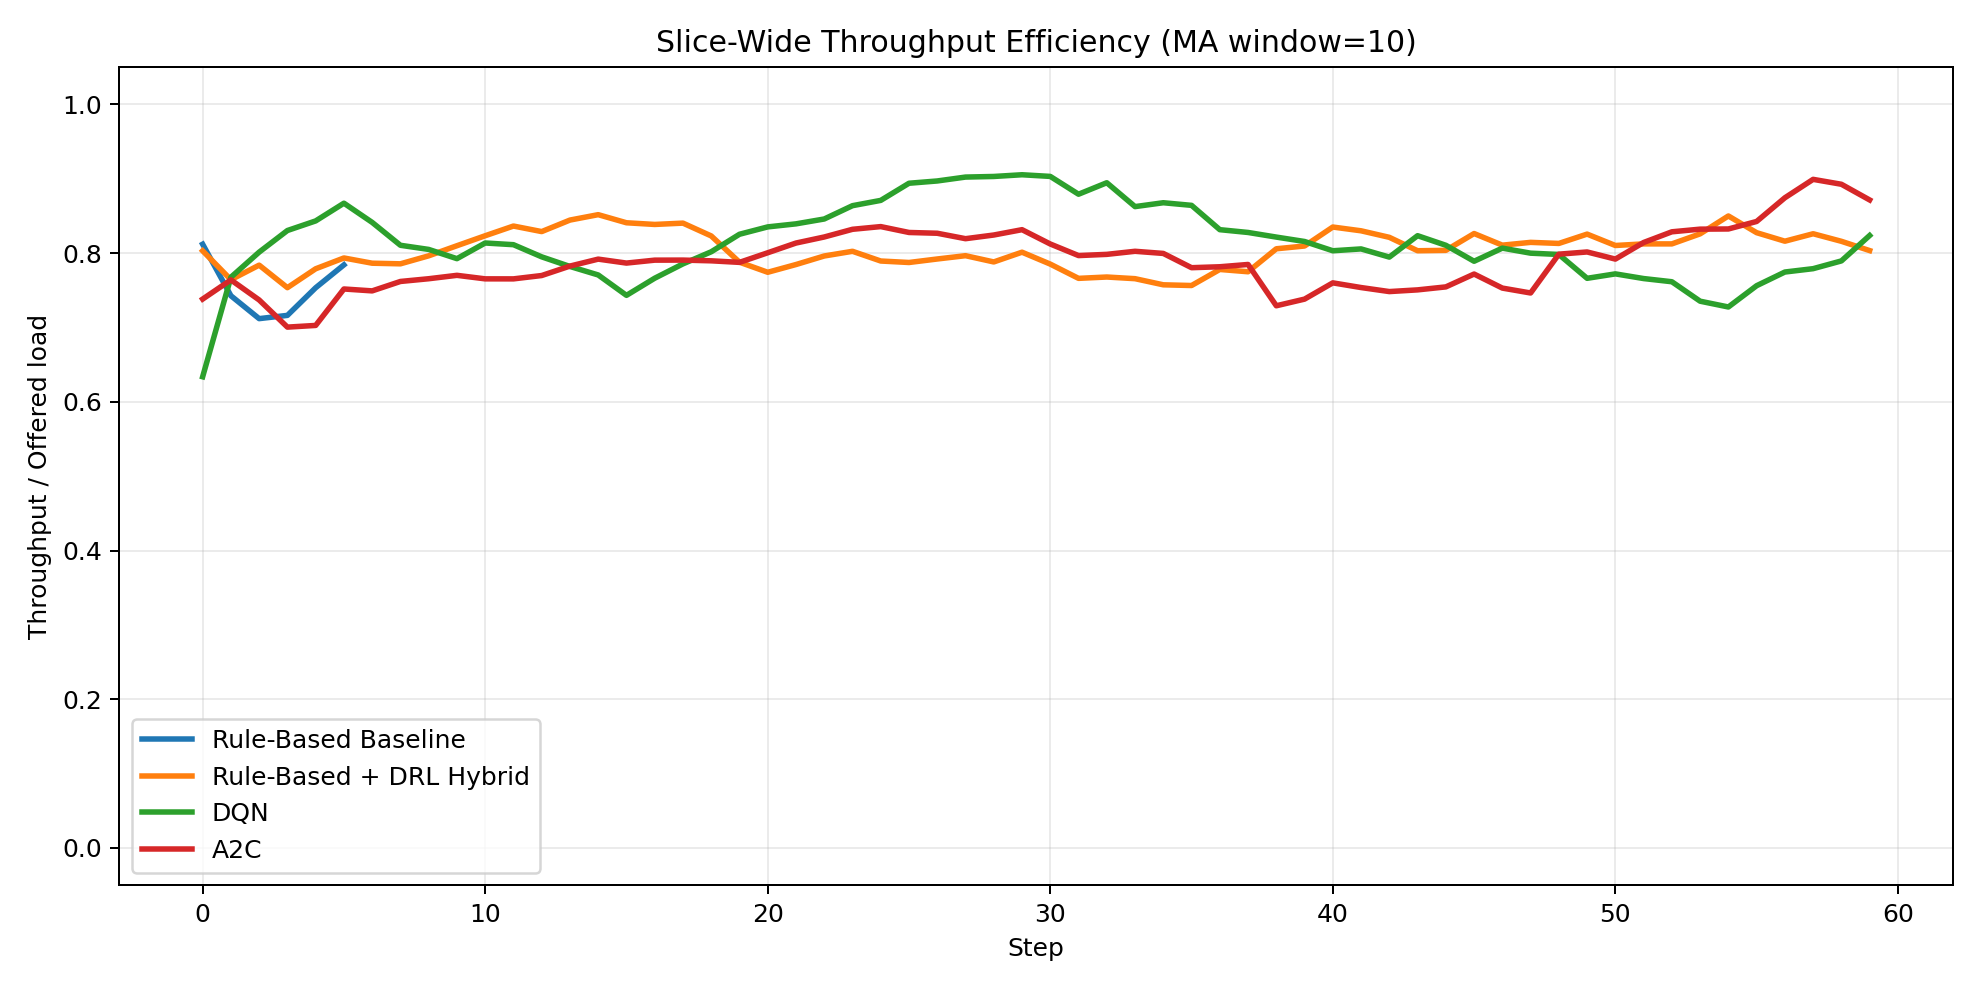 Slice-Wide Throughput Efficiency (MA window=10)
Throughput / Offered load
1.0
0.8
0.6
0.4
0.2
0.0
Rule-Based Baseline
Rule-Based + DRL Hybrid
DQN
A2C
0 10 20 30 40 50 60
Step